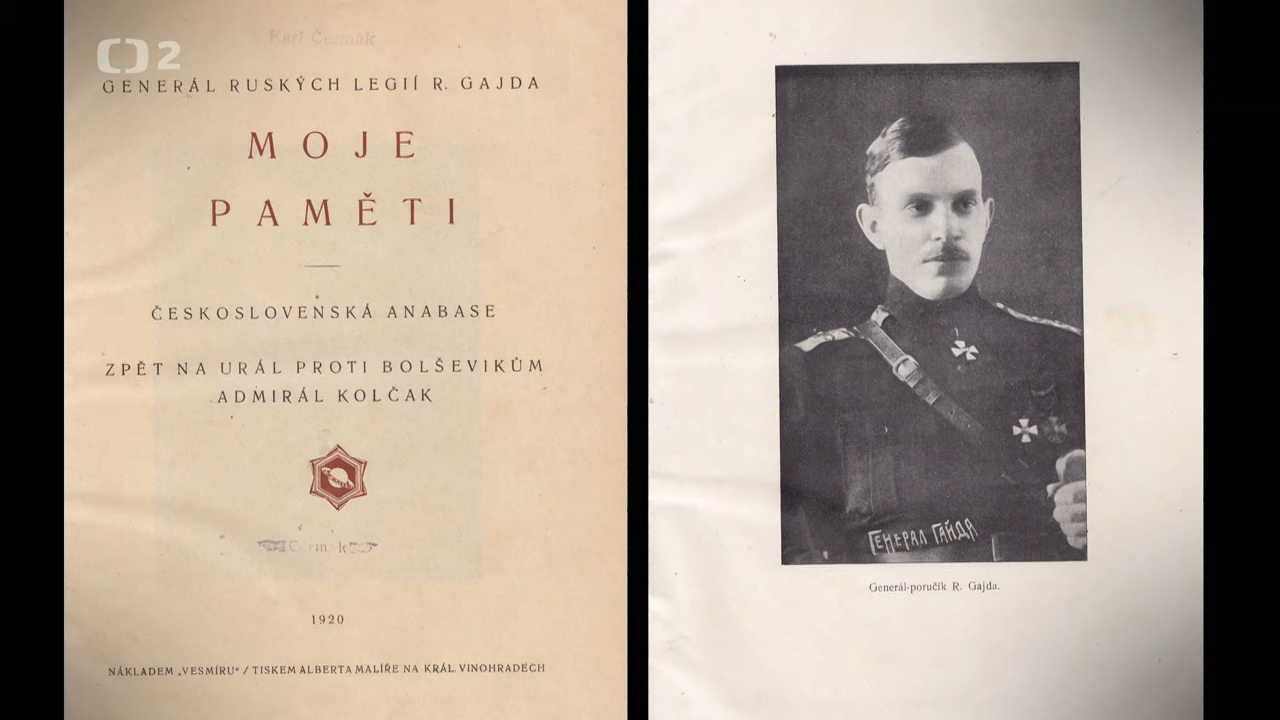 Karl Čermák
2
GENERÁL RUSKÝCH LEGIÍ R. GAJDA
MOJE
PAMĚTI
ČESKOSLOVENSKÁ ANABASE
ZPĚT NA URÁL PROTI BOLŠEVIKŮM
ADMIRÁL KOLČAK
1920
NÁKLADEM „VESMÍRU“ / TISKEM ALBERTA MALÍŘE NA KRÁL. VINOHRADECH
ГЕНЕРАЛ ГАЙДА
Generál-poručík R. Gajda.